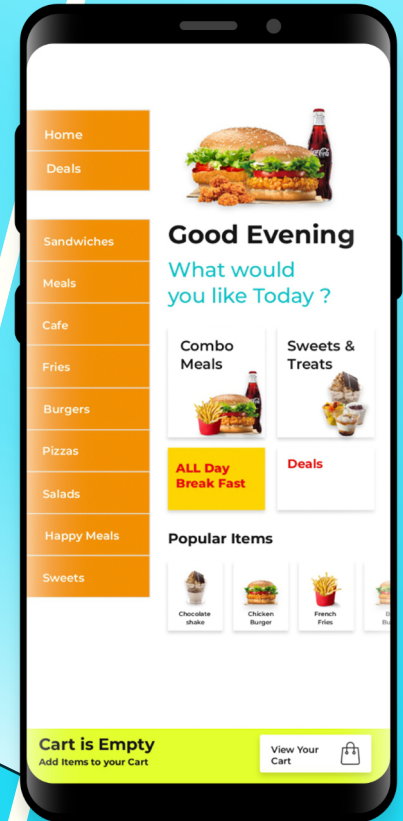 Home
Deals
Sandwiches
Meals
Cafe
Fries
Burgers
Pizzas
Salads
Happy Meals
Sweets
Good Evening
What would
you like Today ?
Combo
Meals
Sweets &
Treats
ALL Day
Break Fast
Deals
Popular Items
Chocolate
shake
Chicken
Burger
French
Fries
Cart is Empty
Add Items to your Cart
View Your
Cart